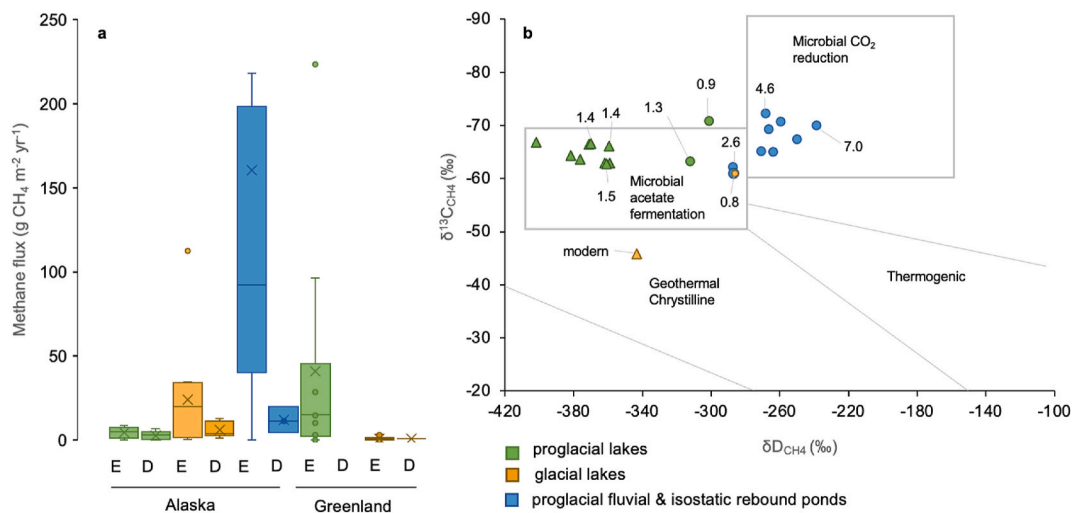 a
Methane flux (g CH₄ m⁻² yr⁻¹)
250
200
150
100
50
0
E D E D E D E D E D
Alaska Greenland
b
δ¹³C_CH4 (‰)
-90
-80
-70
-60
-50
-40
-30
-20
-420 -380 -340 -300 -260 -220 -180 -140 -100
δD_CH4 (‰)
Microbial CO₂
reduction
4.6
7.0
0.9
1.3
1.4
1.4
2.6
1.5
0.8
Microbial
acetate
fermentation
modern
Geothermal
Chrystilline
Thermogenic
proglacial lakes
glacial lakes
proglacial fluvial & isostatic rebound ponds